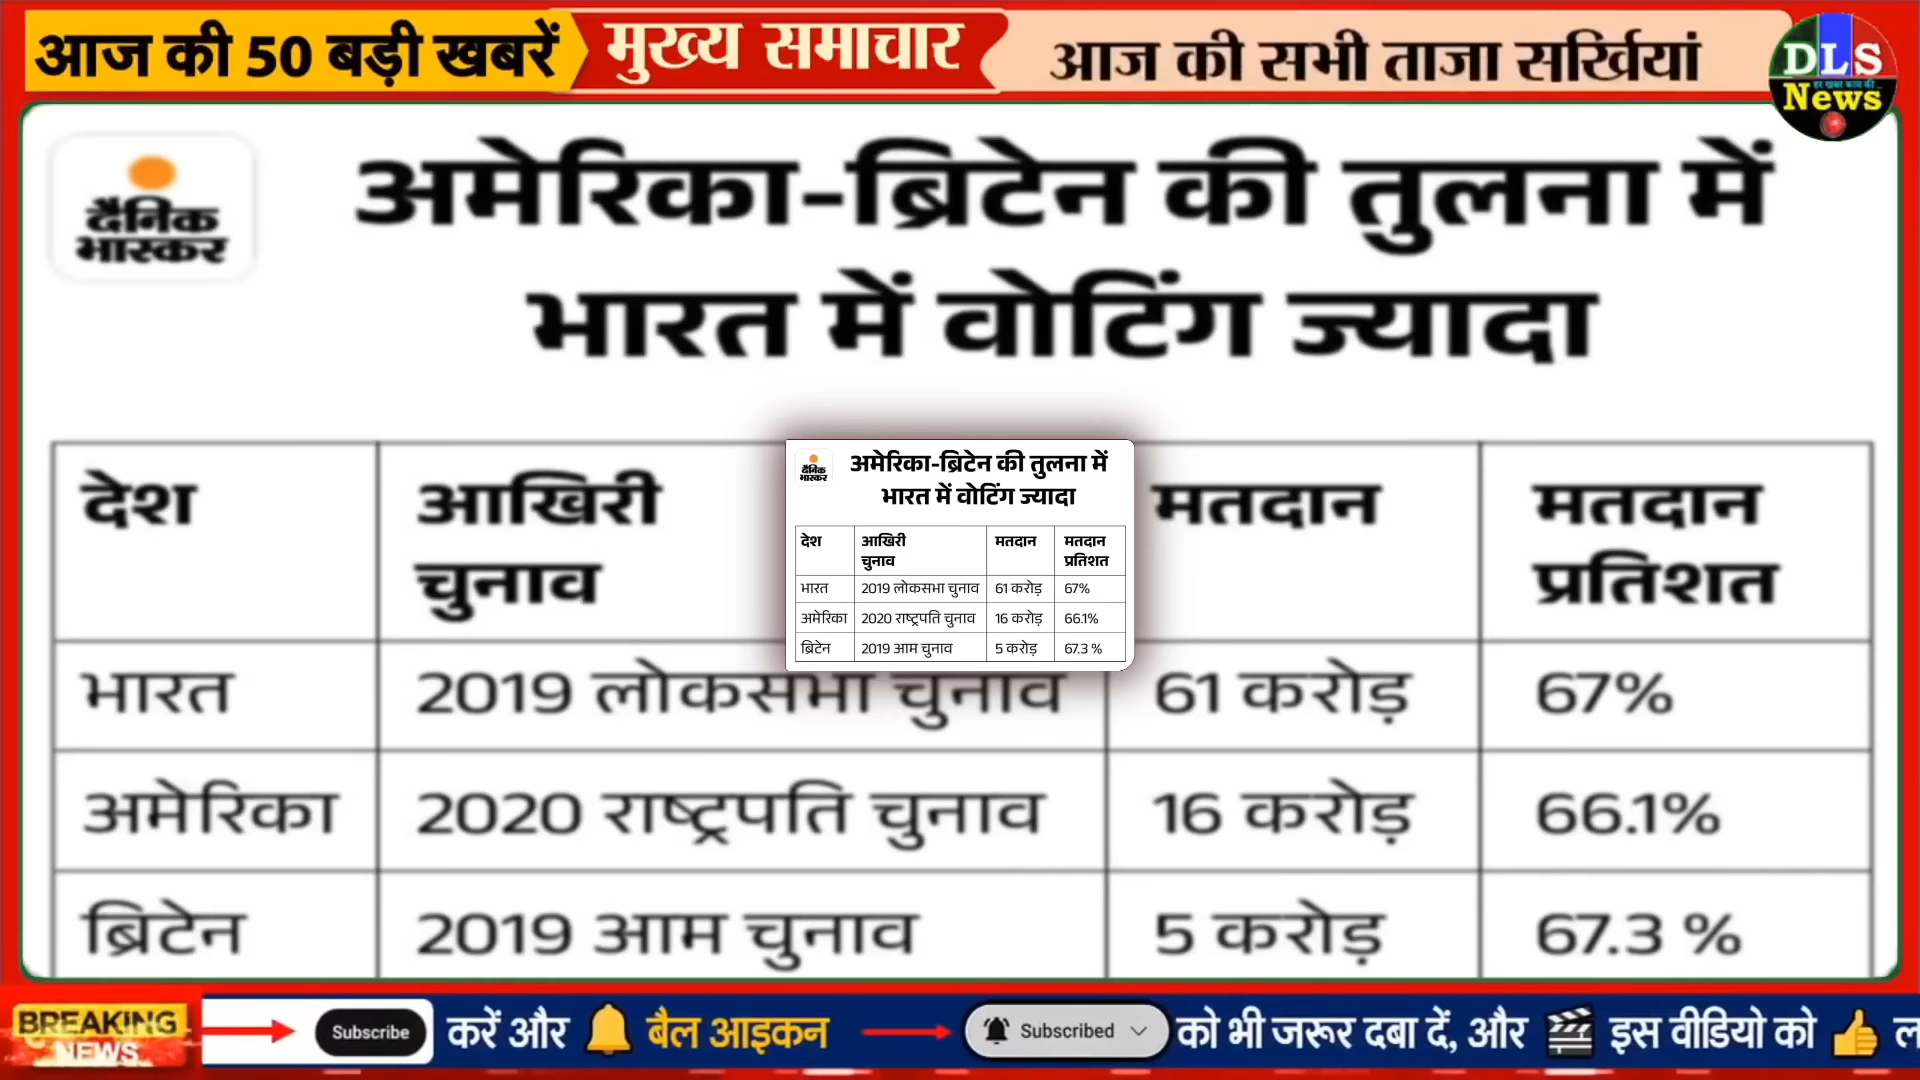 आज की 50 बड़ी खबरें
मुख्य समाचार
आज की सभी ताजा सर्खियां
DLS
News
दैनिक
भास्कर
अमेरिका-ब्रिटेन की तुलना में
भारत में वोटिंग ज्यादा
देश आखिरी चुनाव मतदान मतदान प्रतिशत
भारत 2019 लोकसभा चुनाव 61 करोड़ 67%
अमेरिका 2020 राष्ट्रपति चुनाव 16 करोड़ 66.1%
ब्रिटेन 2019 आम चुनाव 5 करोड़ 67.3 %
दैनिक
भास्कर
अमेरिका-ब्रिटेन की तुलना में
भारत में वोटिंग ज्यादा
देश आखिरी चुनाव मतदान मतदान प्रतिशत
भारत 2019 लोकसभा चुनाव 61 करोड़ 67%
अमेरिका 2020 राष्ट्रपति चुनाव 16 करोड़ 66.1%
ब्रिटेन 2019 आम चुनाव 5 करोड़ 67.3 %
BREAKING
NEWS
Subscribe करें और बैल आइकन Subscribed को भी जरूर दबा दें, और इस वीडियो को